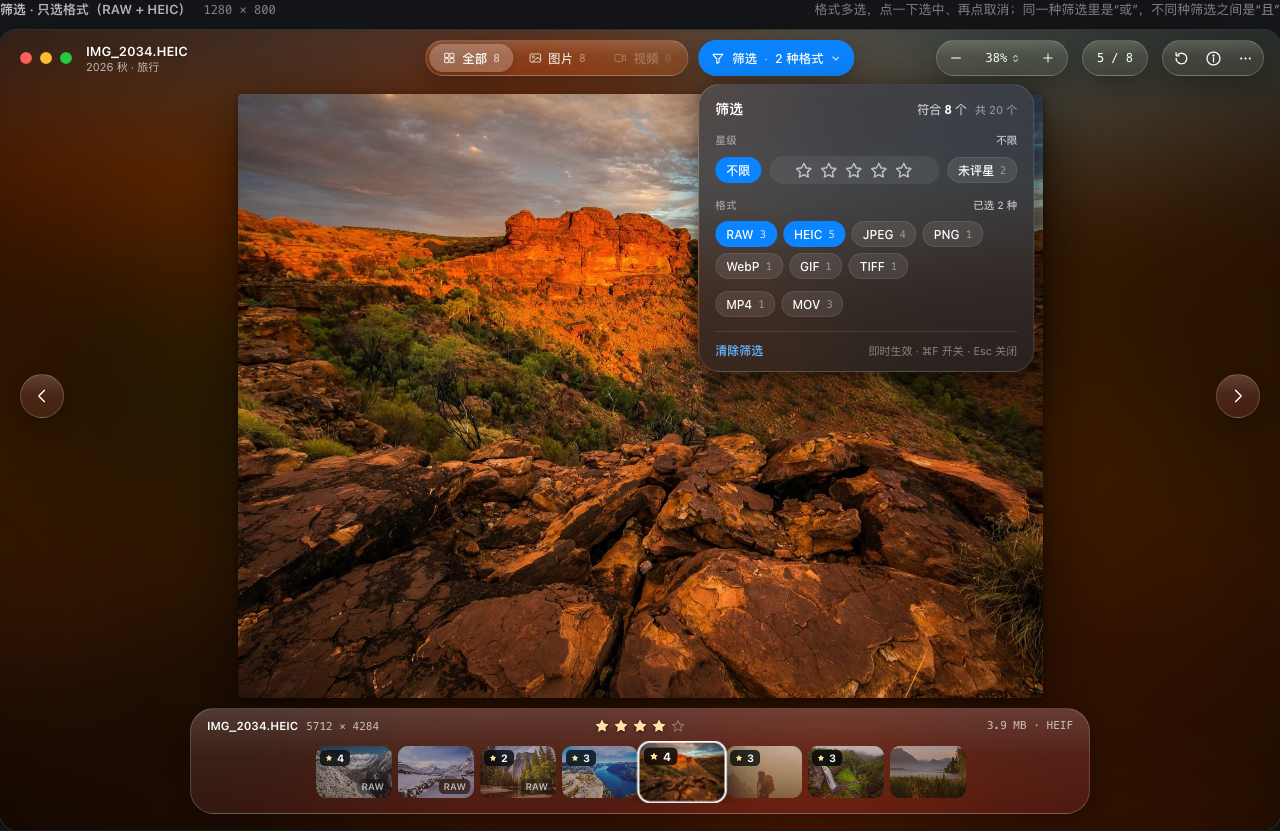 筛选 · 只选格式（RAW + HEIC） 1280 × 800
格式多选，点一下选中、再点取消；同一种筛选里是“或”，不同种筛选之间是“且”
IMG_2034.HEIC
2026 秋 · 旅行
全部 8 图片 8 视频 0
筛选 · 2 种格式
38%
5 / 8
筛选 符合 8 个 共 20 个
星级 不限
不限 未评星 2
格式 已选 2 种
RAW 3 HEIC 5 JPEG 4 PNG 1
WebP 1 GIF 1 TIFF 1
MP4 1 MOV 3
清除筛选 即时生效 · ⌘F 开关 · Esc 关闭
IMG_2034.HEIC 5712 × 4284 3.9 MB · HEIF
4 2 3 4 3 3
RAW RAW RAW